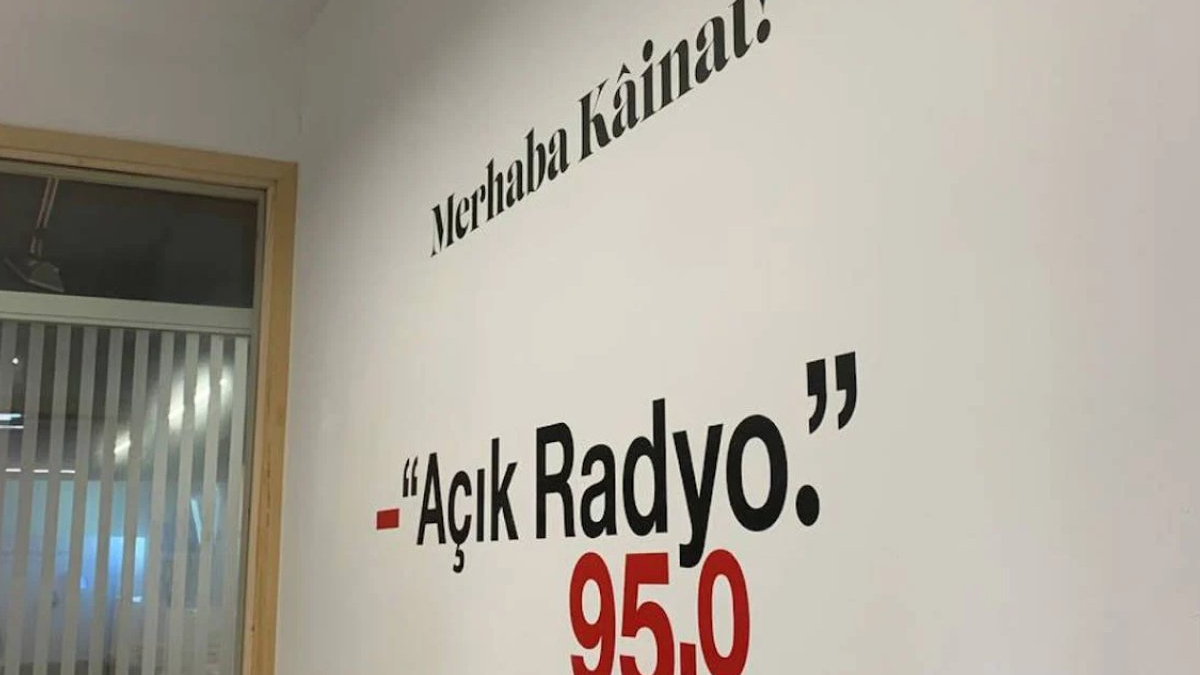 Merhaba Kâinat!
–“Açık Radyo.”
95.0